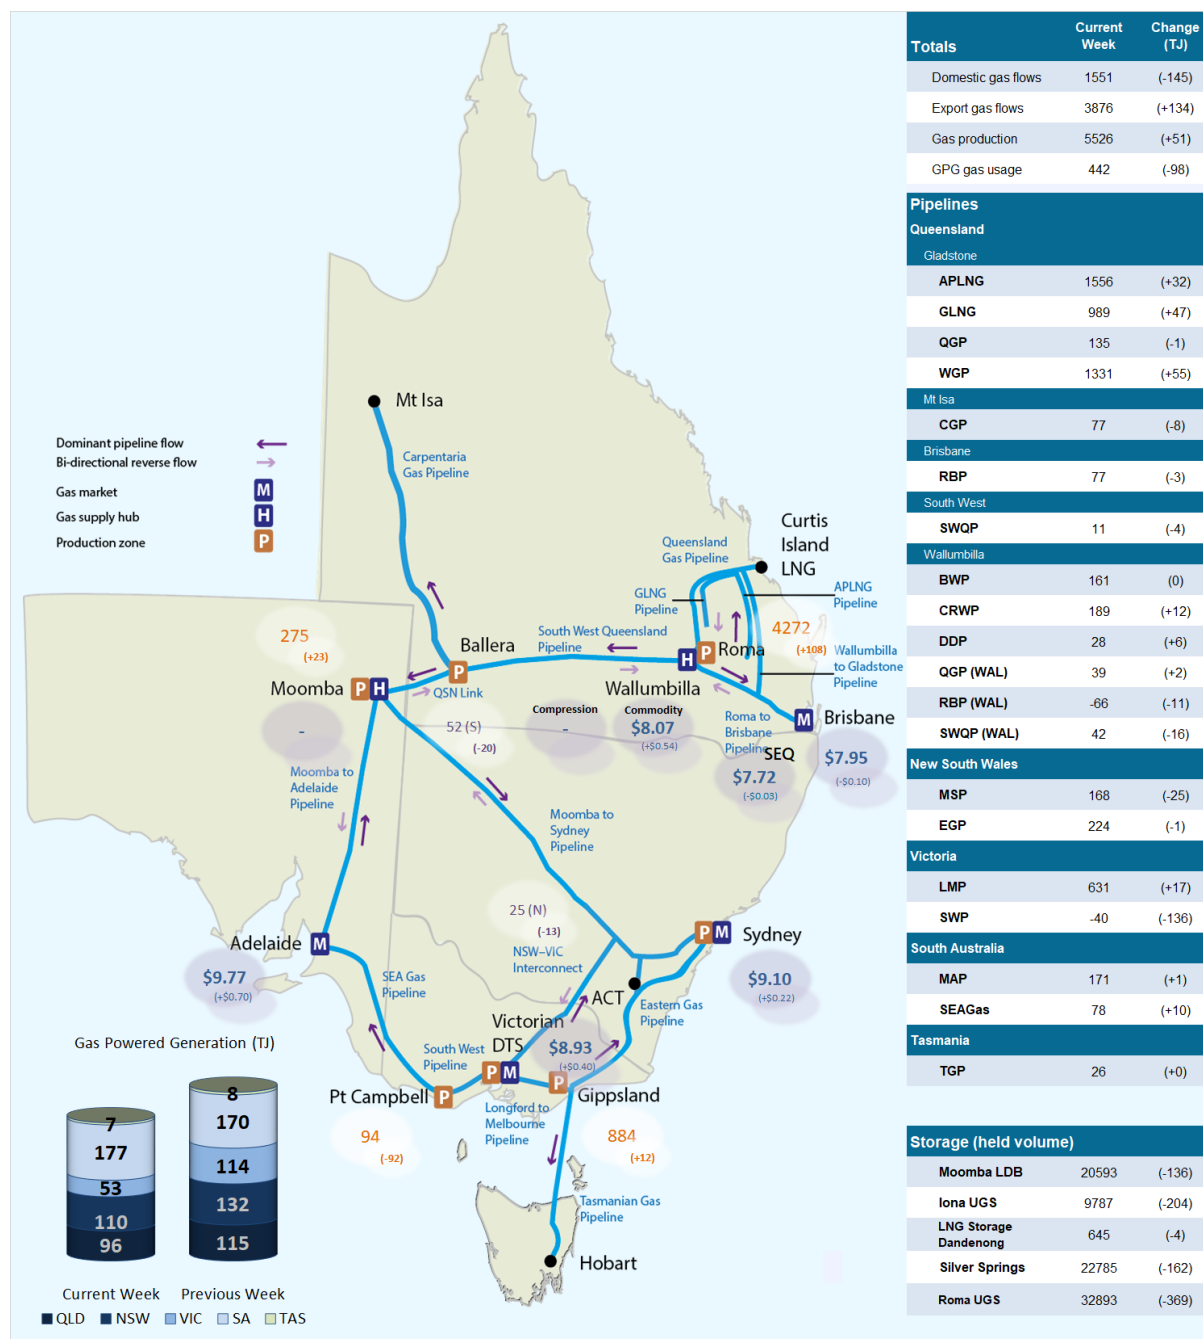 Mt Isa
Dominant pipeline flow
Bi-directional reverse flow
Gas market M
Gas supply hub H
Production zone P
Carpentaria
Gas Pipeline
Curtis
Island
LNG
Queensland
Gas Pipeline
GLNG
Pipeline
APLNG
Pipeline
275
(+23)
4272
(+108)
South West Queensland
Pipeline
Ballera
P
H P Roma
Wallumbilla
to Gladstone
Pipeline
Moomba P H
QSN Link
Wallumbilla
M Brisbane
-
52 (S)
(-20)
Compression
-
Commodity
$8.07
(+$0.54)
Roma to
Brisbane
Pipeline
SEQ
$7.72
(-$0.03)
$7.95
(-$0.10)
Moomba to
Adelaide
Pipeline
Moomba to
Sydney
Pipeline
25 (N)
(-13)
NSW-VIC
Interconnect
Adelaide M
$9.77
(+$0.70)
P M Sydney
$9.10
(+$0.22)
SEA Gas
Pipeline
ACT
Eastern Gas
Pipeline
Victorian
DTS
P M
$8.93
(+$0.40)
South West
Pipeline
Pt Campbell P
94
(-92)
Longford to
Melbourne
Pipeline
P
Gippsland
884
(+12)
Tasmanian Gas
Pipeline
Hobart
Gas Powered Generation (TJ)
7
177
53
110
96
8
170
114
132
115
Current Week Previous Week
QLD NSW VIC SA TAS
Totals Current Week Change (TJ)
Domestic gas flows 1551 (-145)
Export gas flows 3876 (+134)
Gas production 5526 (+51)
GPG gas usage 442 (-98)
Pipelines
Queensland
Gladstone
APLNG 1556 (+32)
GLNG 989 (+47)
QGP 135 (-1)
WGP 1331 (+55)
Mt Isa
CGP 77 (-8)
Brisbane
RBP 77 (-3)
South West
SWQP 11 (-4)
Wallumbilla
BWP 161 (0)
CRWP 189 (+12)
DDP 28 (+6)
QGP (WAL) 39 (+2)
RBP (WAL) -66 (-11)
SWQP (WAL) 42 (-16)
New South Wales
MSP 168 (-25)
EGP 224 (-1)
Victoria
LMP 631 (+17)
SWP -40 (-136)
South Australia
MAP 171 (+1)
SEAGas 78 (+10)
Tasmania
TGP 26 (+0)
Storage (held volume)
Moomba LDB 20593 (-136)
Iona UGS 9787 (-204)
LNG Storage Dandenong 645 (-4)
Silver Springs 22785 (-162)
Roma UGS 32893 (-369)